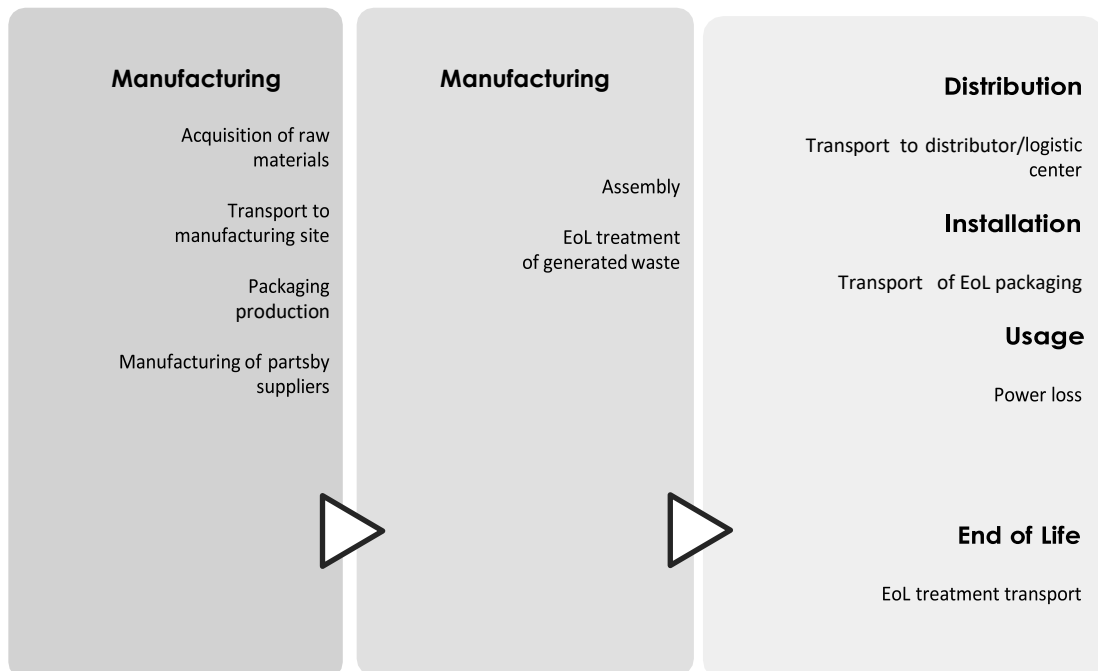 Manufacturing
Acquisition of raw
materials
Transport to
manufacturing site
Packaging
production
Manufacturing of partsby
suppliers
Manufacturing
Assembly
EoL treatment
of generated waste
Distribution
Transport to distributor/logistic
center
Installation
Transport of EoL packaging
Usage
Power loss
End of Life
EoL treatment transport